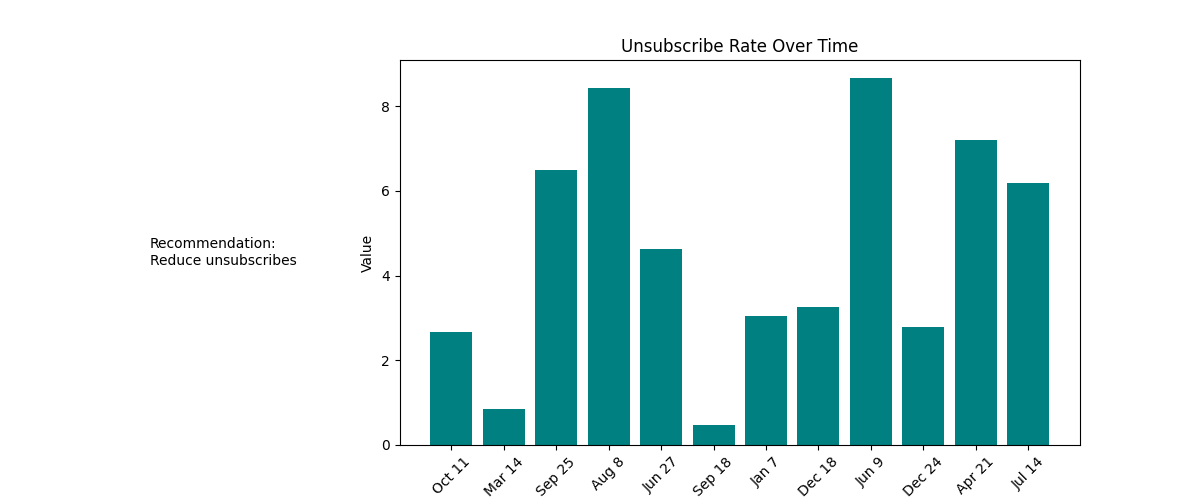 Unsubscribe Rate Over Time
Recommendation:
Reduce unsubscribes
Value
8
6
4
2
0
Oct 11
Mar 14
Sep 25
Aug 8
Jun 27
Sep 18
Jan 7
Dec 18
Jun 9
Dec 24
Apr 21
Jul 14